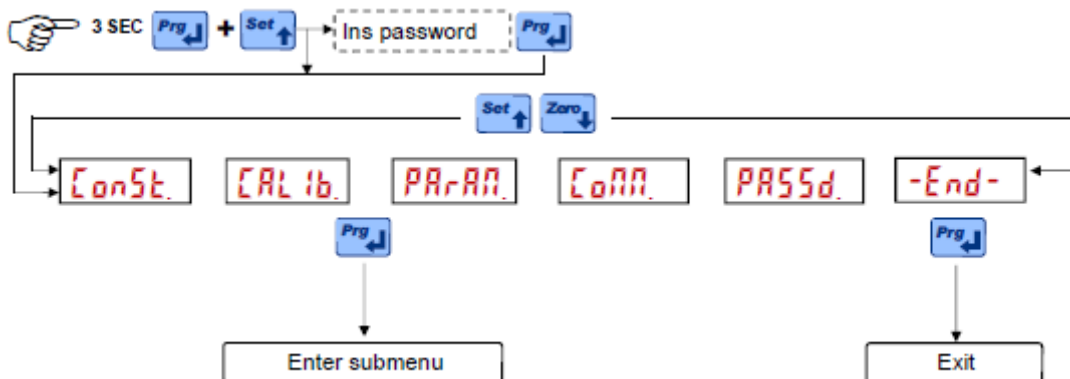 3 SEC Prg + Set Ins password Prg
Set Zero
ConSt. CALIb. PArAM. CoMM. PASSd. -End-
Prg Prg
Enter submenu Exit